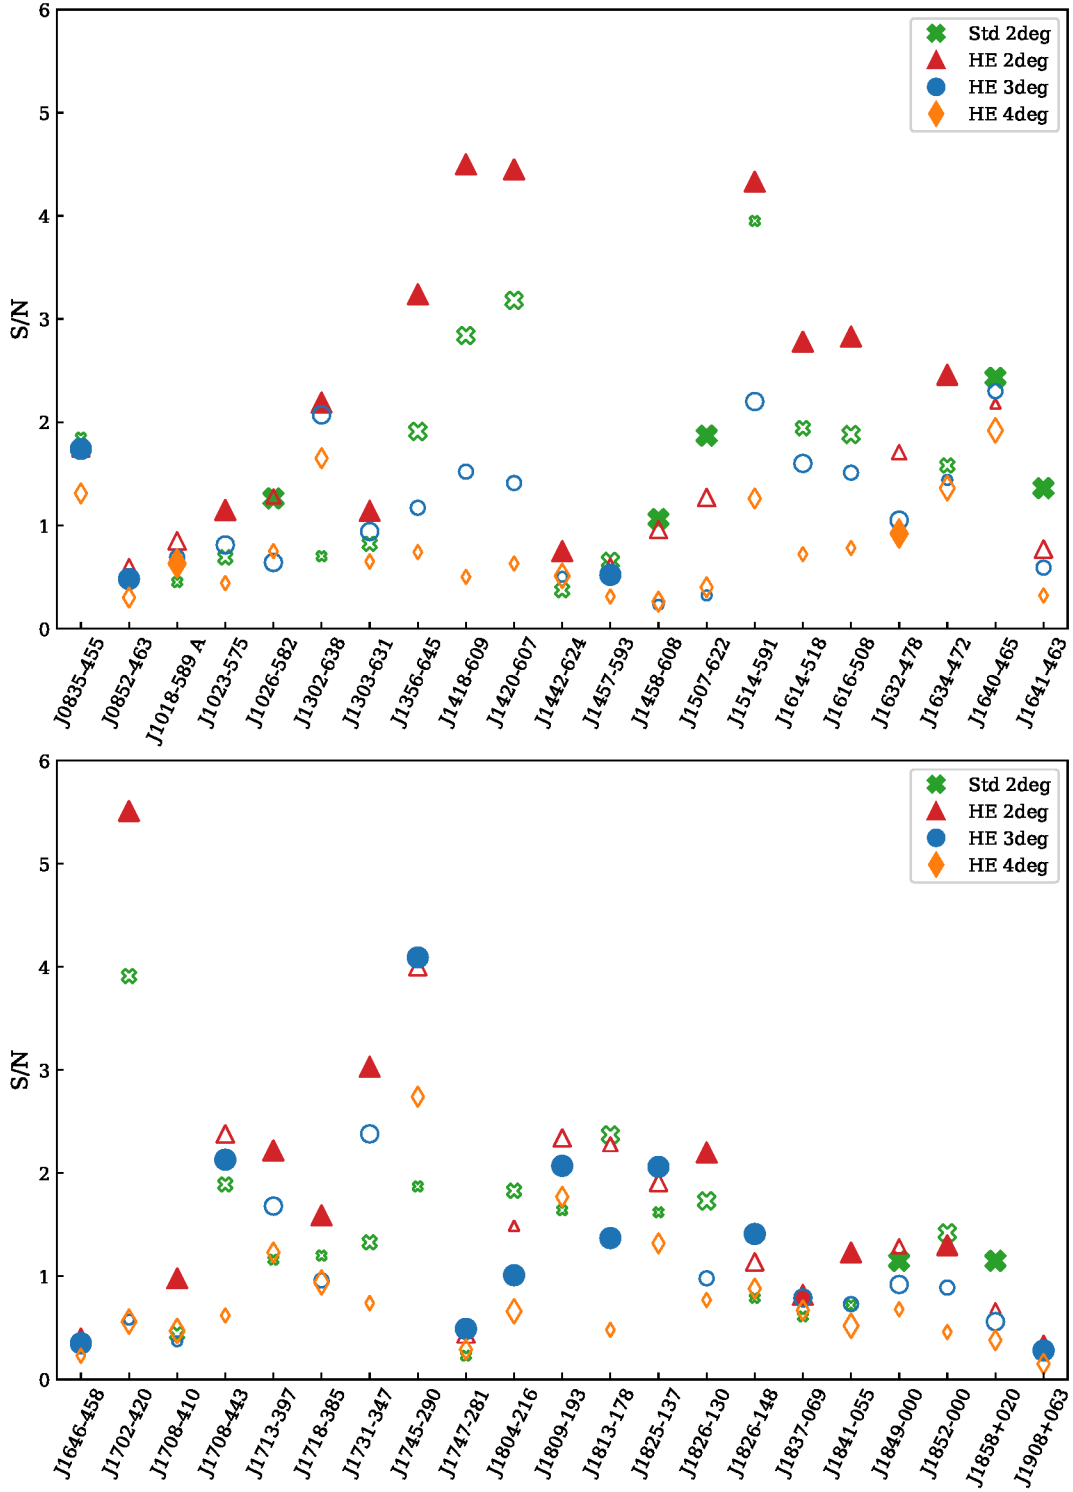 6
5
4
3
2
1
0
S/N
Std 2deg
HE 2deg
HE 3deg
HE 4deg
J0835-455
J0852-463
J1018-589 A
J1023-575
J1026-582
J1302-638
J1303-631
J1356-645
J1418-609
J1420-607
J1442-624
J1457-593
J1458-608
J1507-622
J1514-591
J1614-518
J1616-508
J1632-478
J1634-472
J1640-465
J1641-463
6
5
4
3
2
1
0
S/N
Std 2deg
HE 2deg
HE 3deg
HE 4deg
J1646-458
J1702-420
J1708-410
J1708-443
J1713-397
J1718-385
J1731-347
J1745-290
J1747-281
J1804-216
J1809-193
J1813-178
J1825-137
J1826-130
J1826-148
J1837-069
J1841-055
J1849-000
J1852-000
J1858+020
J1908+063